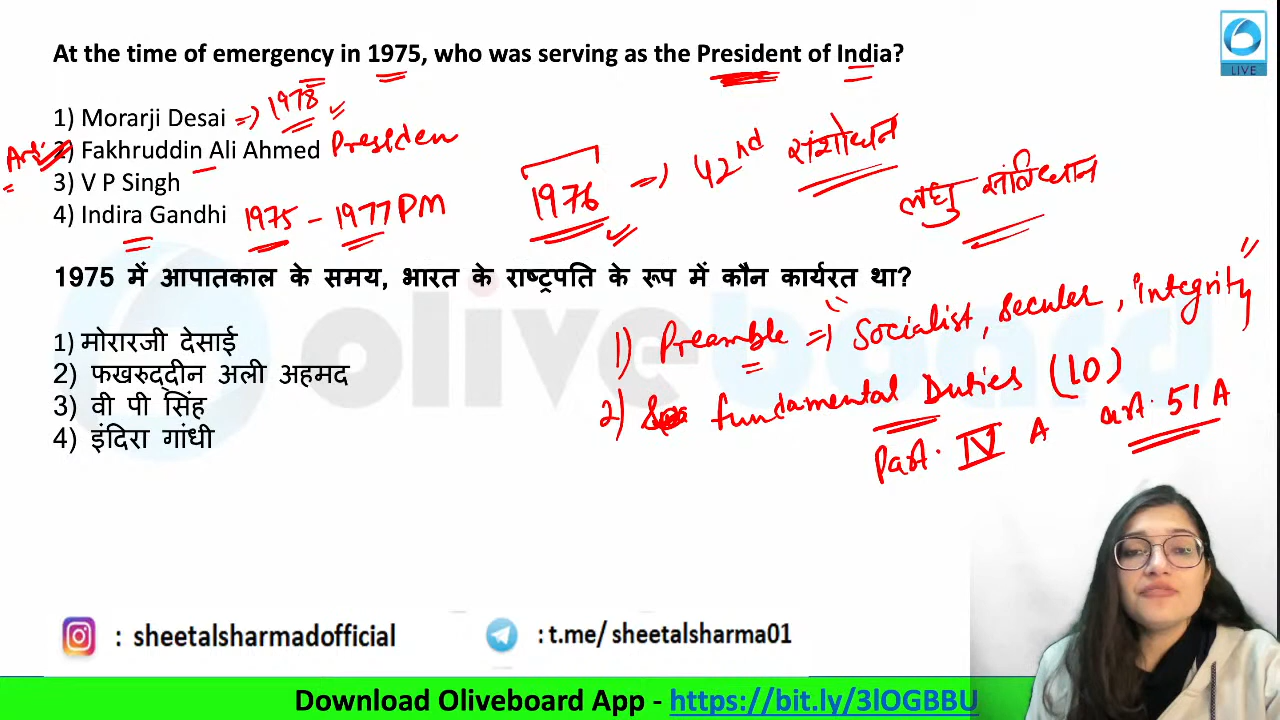 At the time of emergency in 1975, who was serving as the President of India?
LIVE
1) Morarji Desai =) 1978
2) Fakhruddin Ali Ahmed Presiden
3) V P Singh
4) Indira Gandhi 1975 - 1977 PM
1976 =) 42nd संशोधन
लघु संविधान
1975 में आपातकाल के समय, भारत के राष्ट्रपति के रूप में कौन कार्यरत था?
1) मोरारजी देसाई
2) फखरुद्दीन अली अहमद
3) वी पी सिंह
4) इंदिरा गांधी
oliveboard
1) Preamble =) "Socialist, Secular, "Integrity"
2) fundamental Duties (10)
Part. IV A art. 51 A
: sheetalsharmadofficial
: t.me/ sheetalsharma01
Download Oliveboard App - https://bit.ly/3lOGBBU